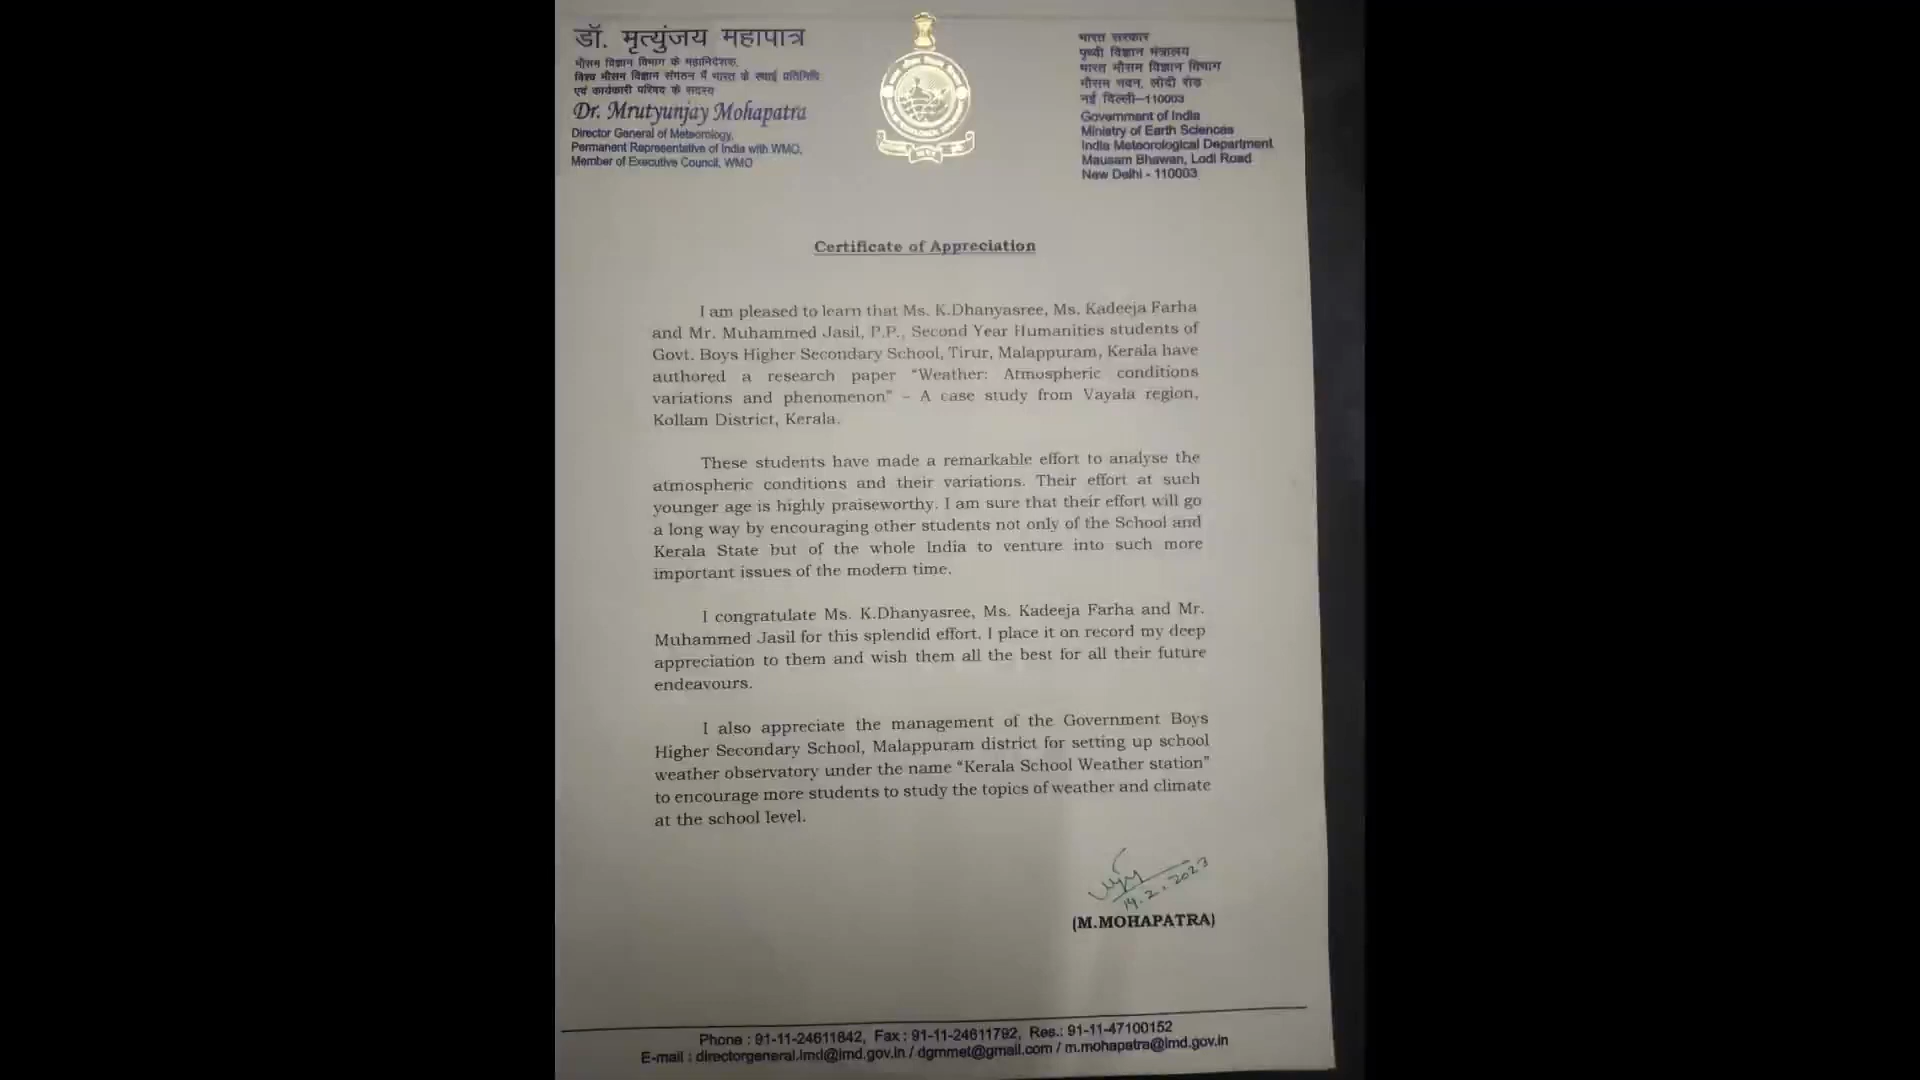 डॉ. मृत्युंजय महापात्र
मौसम विज्ञान विभाग के महानिदेशक,
विश्व मौसम विज्ञान संगठन में भारत के स्थाई प्रतिनिधि
एवं कार्यकारी परिषद के सदस्य
Dr. Mrutyunjay Mohapatra
Director General of Meteorology,
Permanent Representative of India with WMO,
Member of Executive Council, WMO
भारत सरकार
पृथ्वी विज्ञान मंत्रालय
भारत मौसम विज्ञान विभाग
मौसम भवन, लोदी रोड
नई दिल्ली–110003
Government of India
Ministry of Earth Sciences
India Meteorological Department
Mausam Bhawan, Lodi Road
New Delhi - 110003
Certificate of Appreciation
I am pleased to learn that Ms. K.Dhanyasree, Ms. Kadeeja Farha
and Mr. Muhammed Jasil, P.P., Second Year Humanities students of
Govt. Boys Higher Secondary School, Tirur, Malappuram, Kerala have
authored a research paper “Weather: Atmospheric conditions
variations and phenomenon” – A case study from Vayala region,
Kollam District, Kerala.
These students have made a remarkable effort to analyse the
atmospheric conditions and their variations. Their effort at such
younger age is highly praiseworthy. I am sure that their effort will go
a long way by encouraging other students not only of the School and
Kerala State but of the whole India to venture into such more
important issues of the modern time.
I congratulate Ms. K.Dhanyasree, Ms. Kadeeja Farha and Mr.
Muhammed Jasil for this splendid effort. I place it on record my deep
appreciation to them and wish them all the best for all their future
endeavours.
I also appreciate the management of the Government Boys
Higher Secondary School, Malappuram district for setting up school
weather observatory under the name “Kerala School Weather station”
to encourage more students to study the topics of weather and climate
at the school level.
14.2.2023
(M.MOHAPATRA)
Phone : 91-11-24611842, Fax : 91-11-24611792, Res.: 91-11-47100152
E-mail : directorgeneral.imd@imd.gov.in / dgmmet@gmail.com / m.mohapatra@imd.gov.in